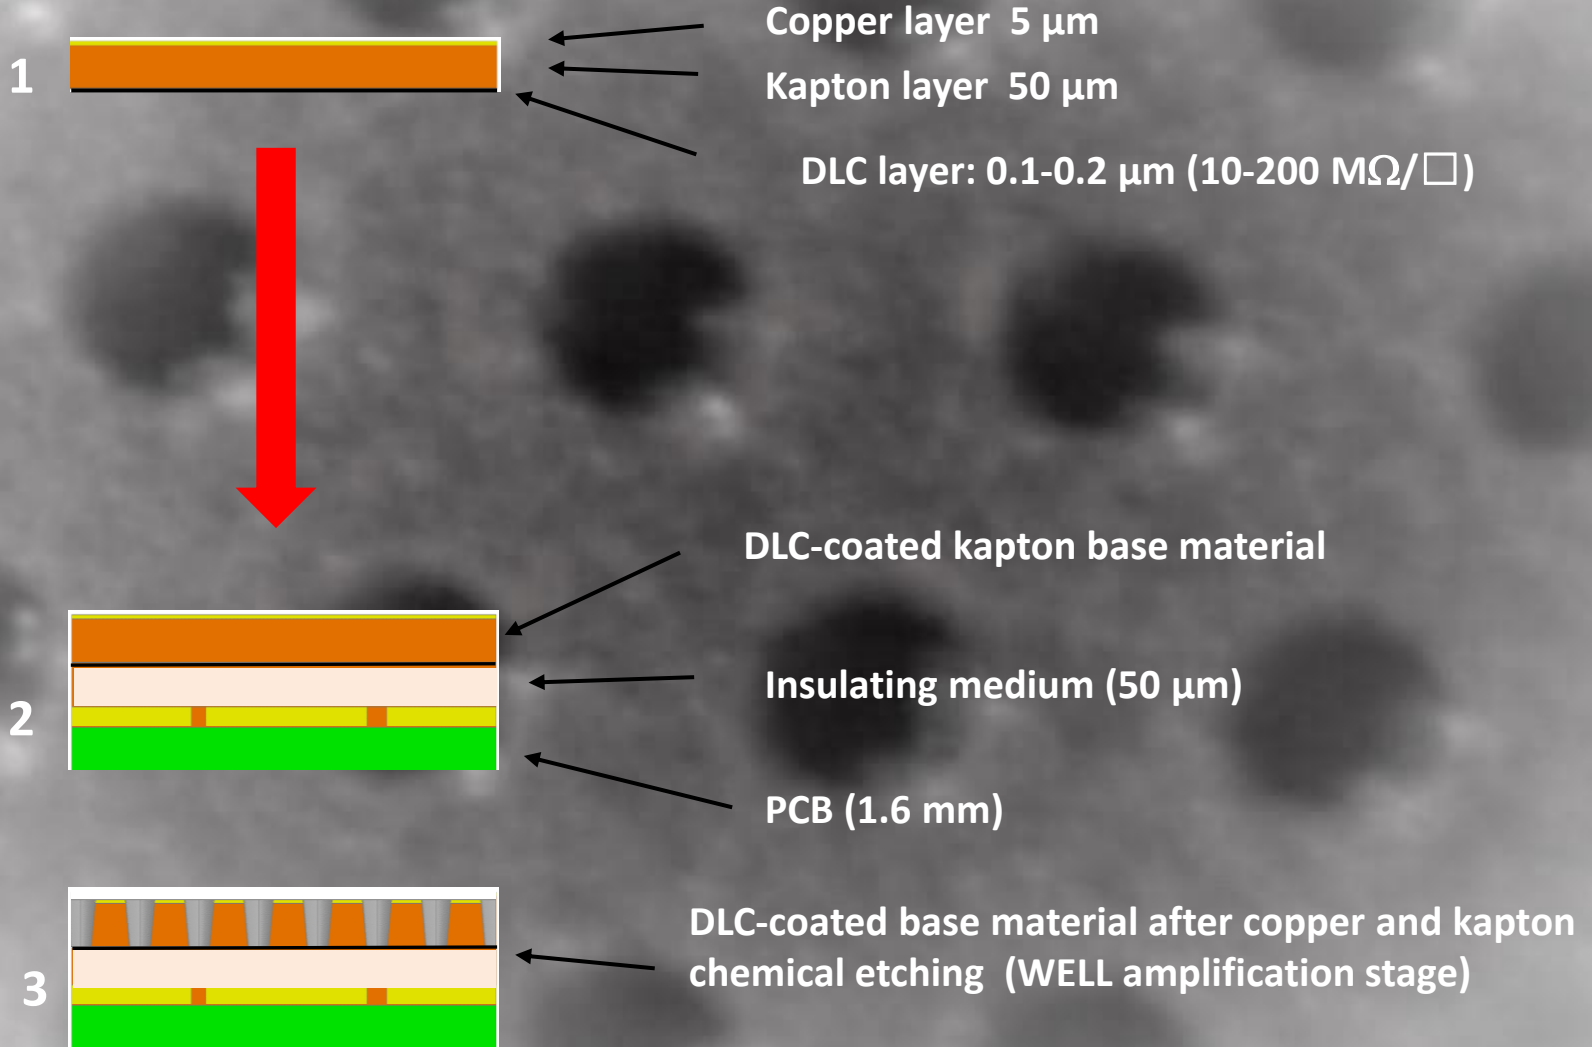 1
Copper layer 5 µm
Kapton layer 50 µm
DLC layer: 0.1-0.2 µm (10-200 MΩ/□)
DLC-coated kapton base material
2
Insulating medium (50 µm)
PCB (1.6 mm)
3
DLC-coated base material after copper and kapton
chemical etching (WELL amplification stage)